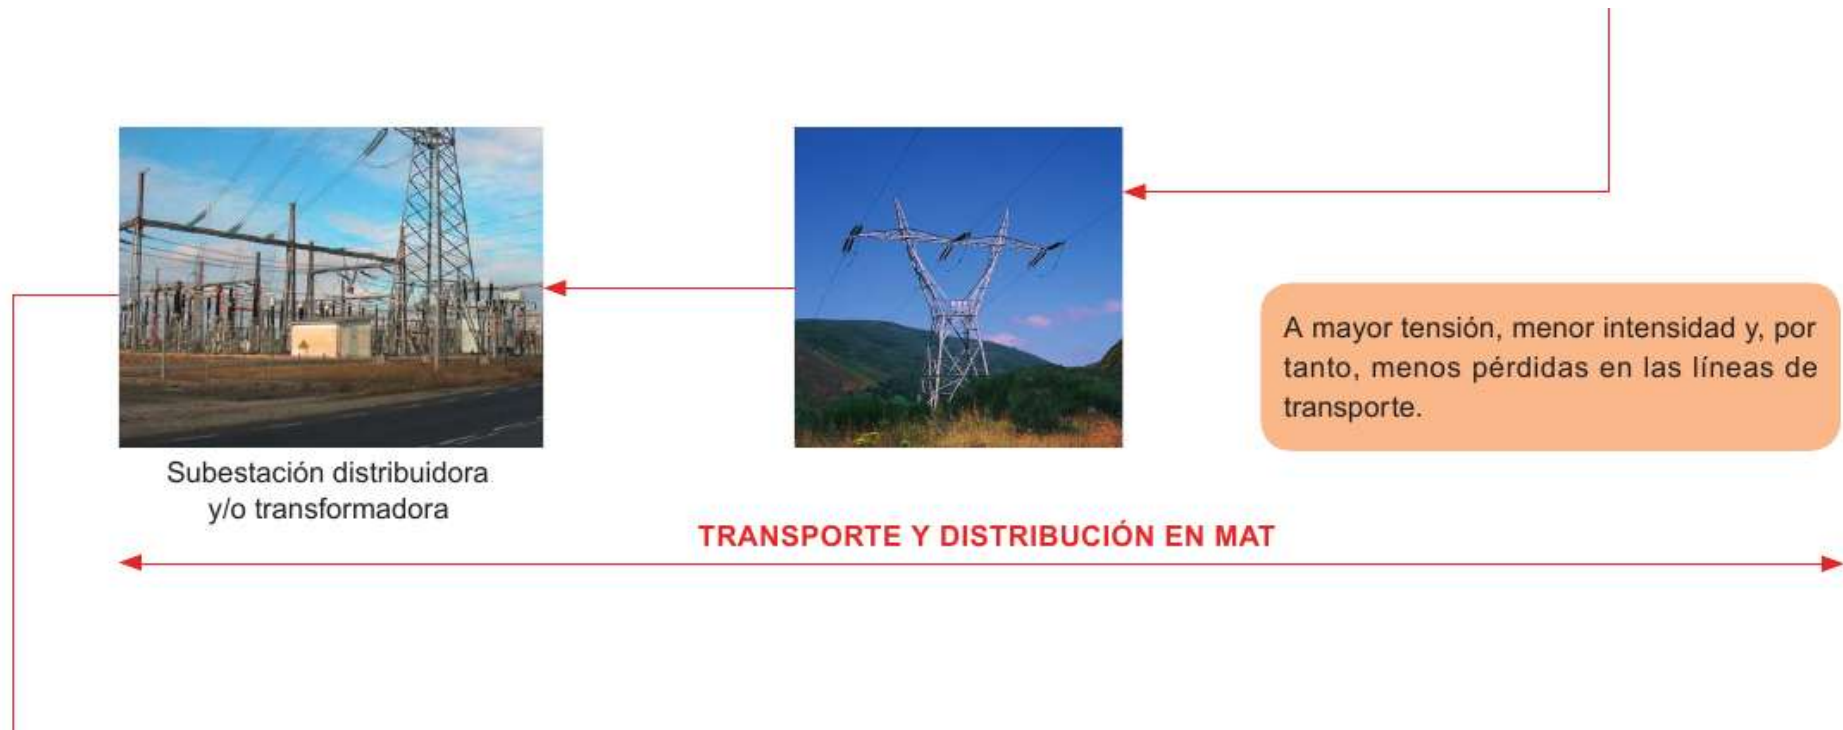 A mayor tensión, menor intensidad y, por
tanto, menos pérdidas en las líneas de
transporte.
Subestación distribuidora
y/o transformadora
TRANSPORTE Y DISTRIBUCIÓN EN MAT